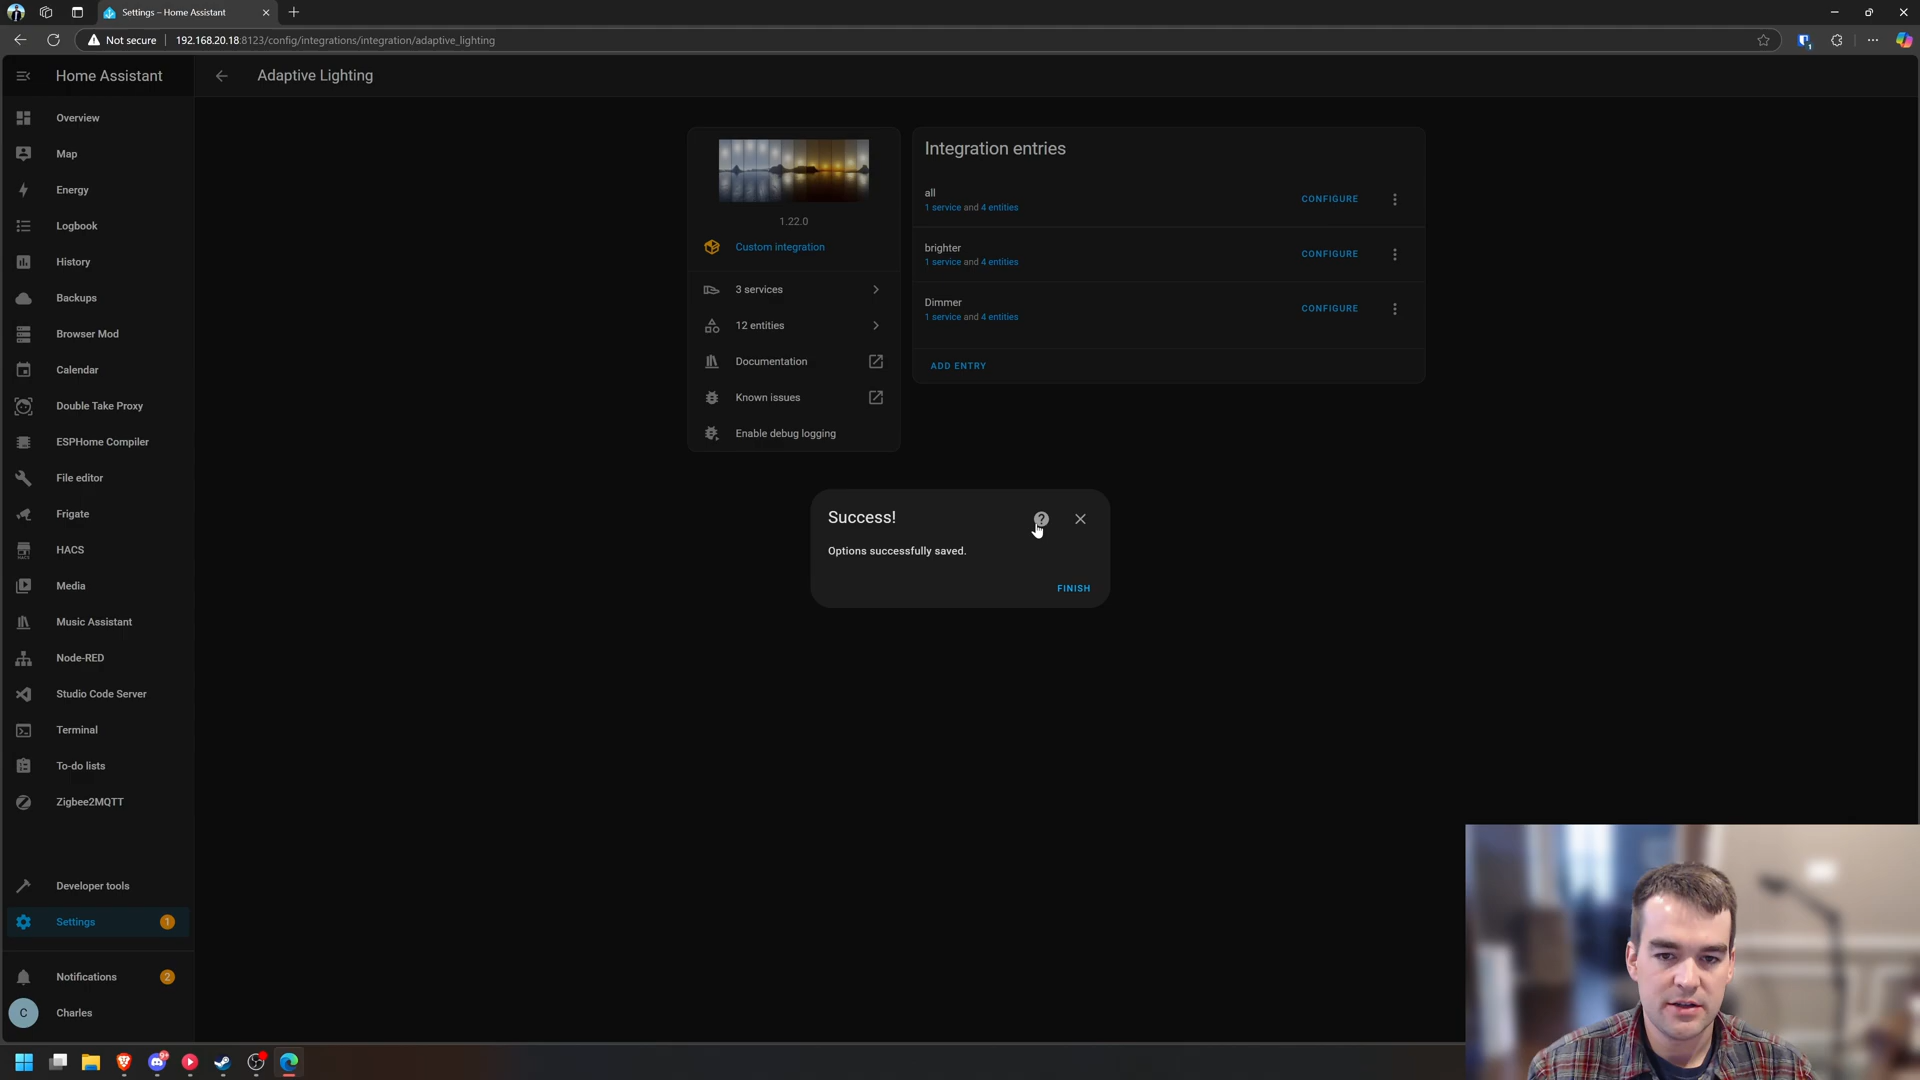 Settings – Home Assistant
Not secure
192.168.20.18:8123/config/integrations/integration/adaptive_lighting
1
Home Assistant
Adaptive Lighting
Overview
Map
Energy
Logbook
History
Backups
Browser Mod
Calendar
Double Take Proxy
ESPHome Compiler
File editor
Frigate
HACS
Media
Music Assistant
Node-RED
Studio Code Server
Terminal
To-do lists
Zigbee2MQTT
Developer tools
Settings 1
Notifications 2
C Charles
1.22.0
Custom integration
3 services
12 entities
Documentation
Known issues
Enable debug logging
Integration entries
all
1 service and 4 entities
CONFIGURE
brighter
1 service and 4 entities
CONFIGURE
Dimmer
1 service and 4 entities
CONFIGURE
ADD ENTRY
Success!
?
Options successfully saved.
FINISH